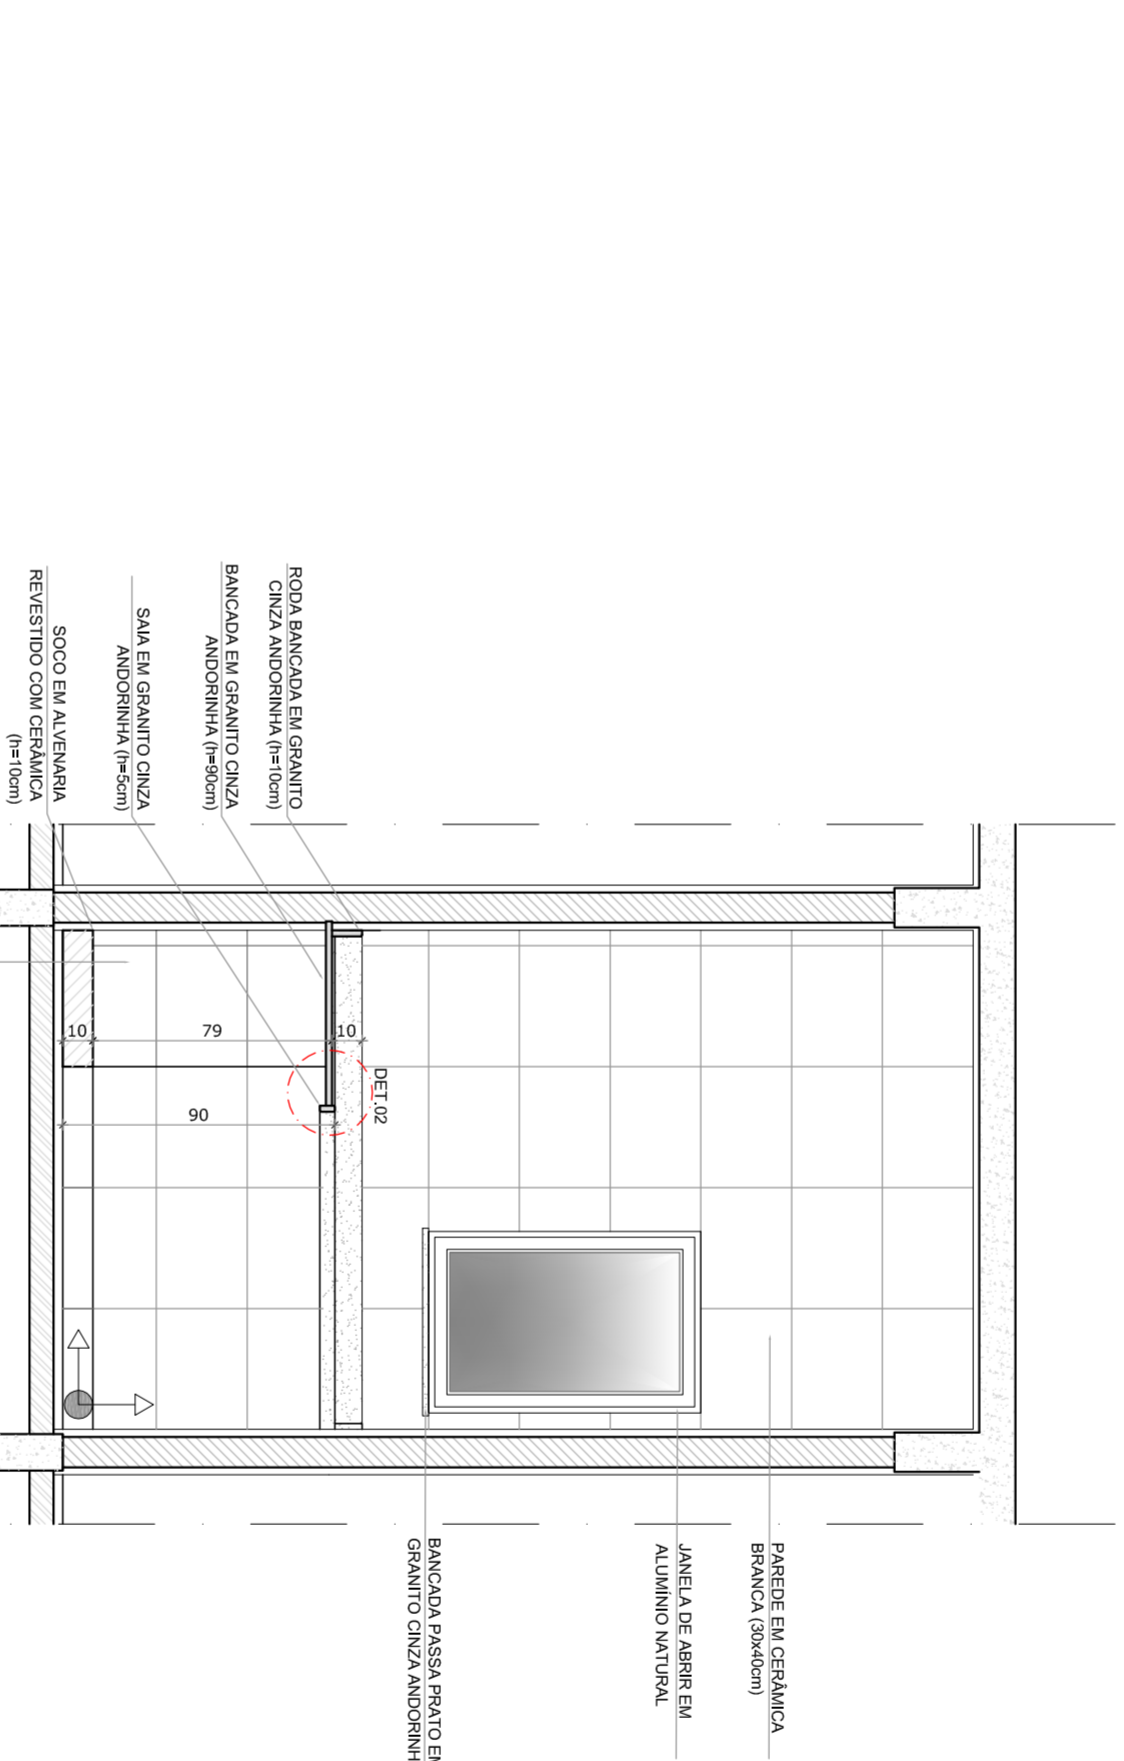 RODA BANCADA EM GRANITO
CINZA ANDORINHA (h=10cm)
BANCADA EM GRANITO CINZA
ANDORINHA (h=90cm)
SAIA EM GRANITO CINZA
ANDORINHA (h=5cm)
SOCO EM ALVENARIA
REVESTIDO COM CERÂMICA
(h=10cm)
10
79
10
90
DET.02
PAREDE EM CERÂMICA
BRANCA (30x40cm)
JANELA DE ABRIR EM
ALUMÍNIO NATURAL
BANCADA PASSA PRATO EM
GRANITO CINZA ANDORINH